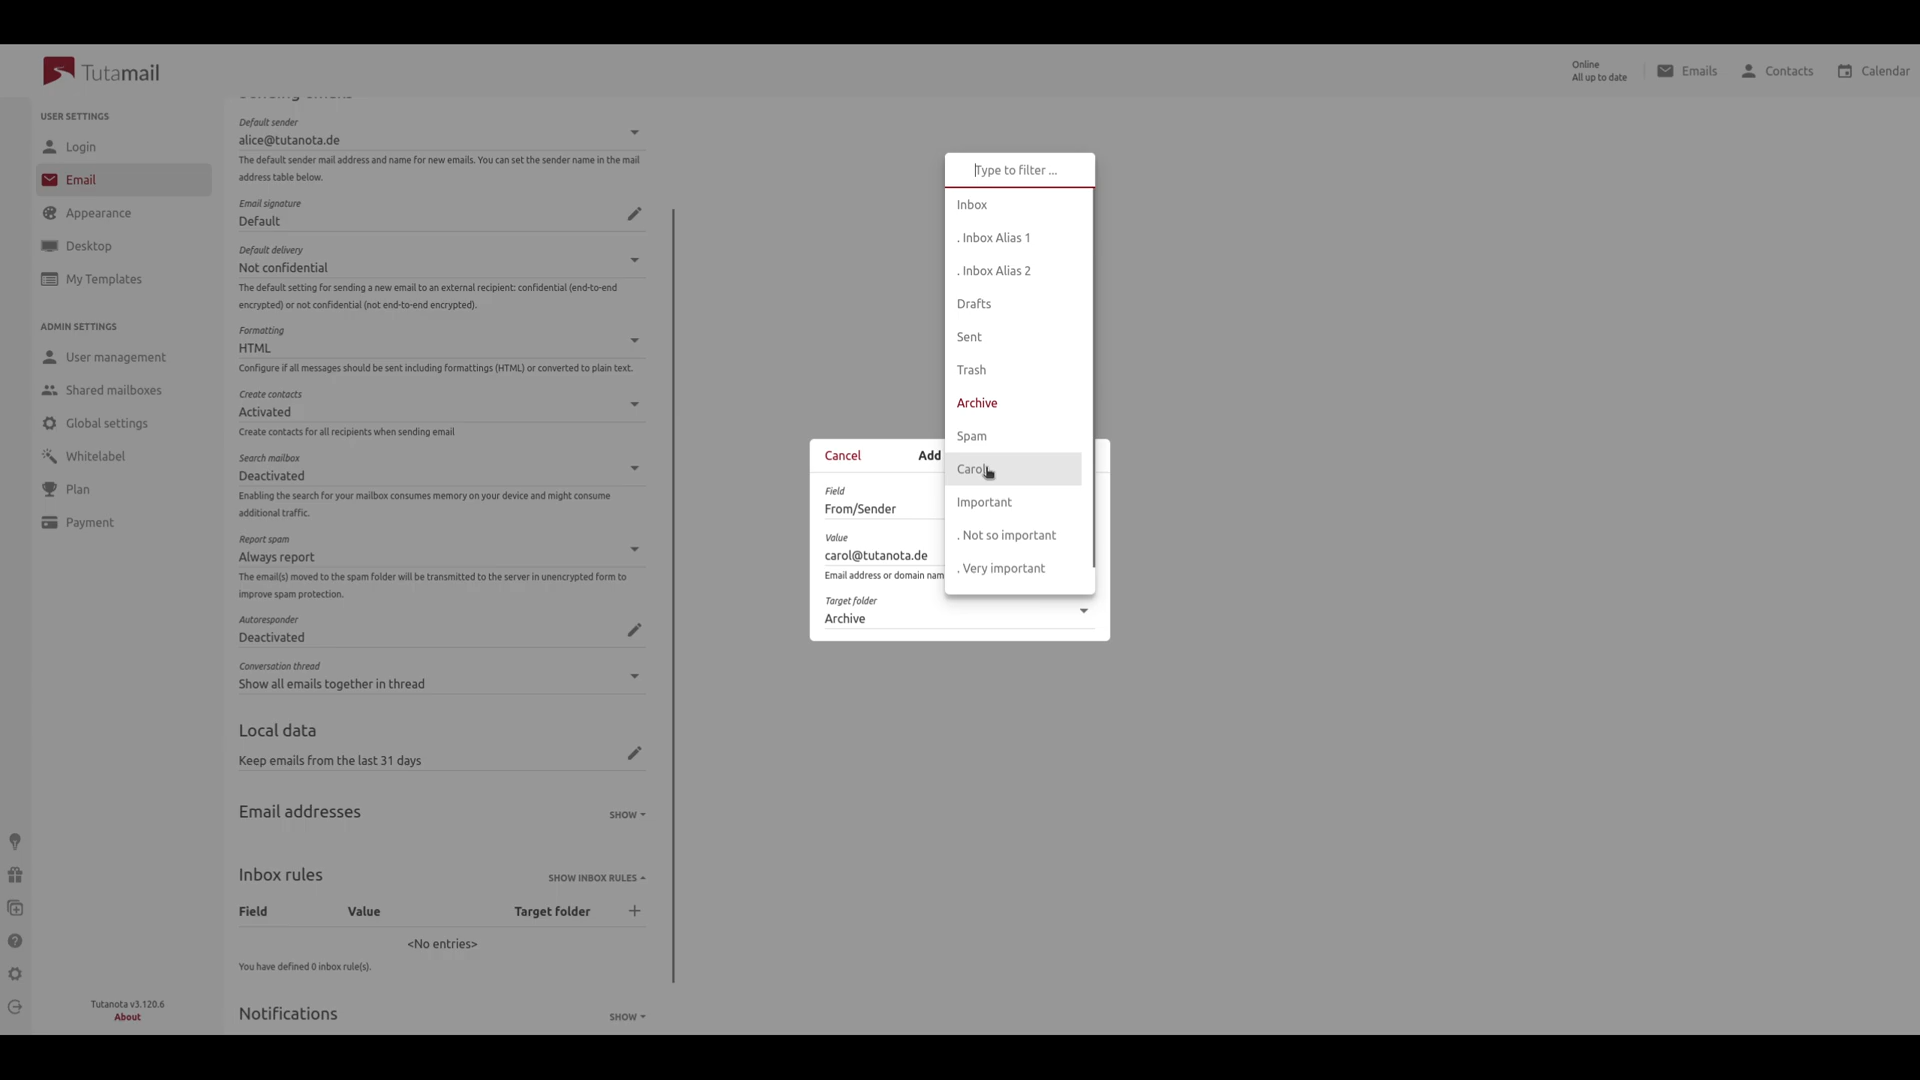 Tutamail
Online
All up to date
Emails
Contacts
Calendar
USER SETTINGS
Login
Email
Appearance
Desktop
My Templates
ADMIN SETTINGS
User management
Shared mailboxes
Global settings
Whitelabel
Plan
Payment
Tutanota v3.120.6
About
Sending emails
Default sender
alice@tutanota.de
The default sender mail address and name for new emails. You can set the sender name in the mail
address table below.
Email signature
Default
Default delivery
Not confidential
The default setting for sending a new email to an external recipient: confidential (end-to-end
encrypted) or not confidential (not end-to-end encrypted).
Formatting
HTML
Configure if all messages should be sent including formattings (HTML) or converted to plain text.
Create contacts
Activated
Create contacts for all recipients when sending email
Search mailbox
Deactivated
Enabling the search for your mailbox consumes memory on your device and might consume
additional traffic.
Report spam
Always report
The email(s) moved to the spam folder will be transmitted to the server in unencrypted form to
improve spam protection.
Autoresponder
Deactivated
Conversation thread
Show all emails together in thread
Local data
Keep emails from the last 31 days
Email addresses
SHOW
Inbox rules
SHOW INBOX RULES
Field Value Target folder
<No entries>
You have defined 0 inbox rule(s).
Notifications
SHOW
Cancel
Add
Field
From/Sender
Value
carol@tutanota.de
Email address or domain nam
Target folder
Archive
Type to filter ...
Inbox
. Inbox Alias 1
. Inbox Alias 2
Drafts
Sent
Trash
Archive
Spam
Carol
Important
. Not so important
. Very important